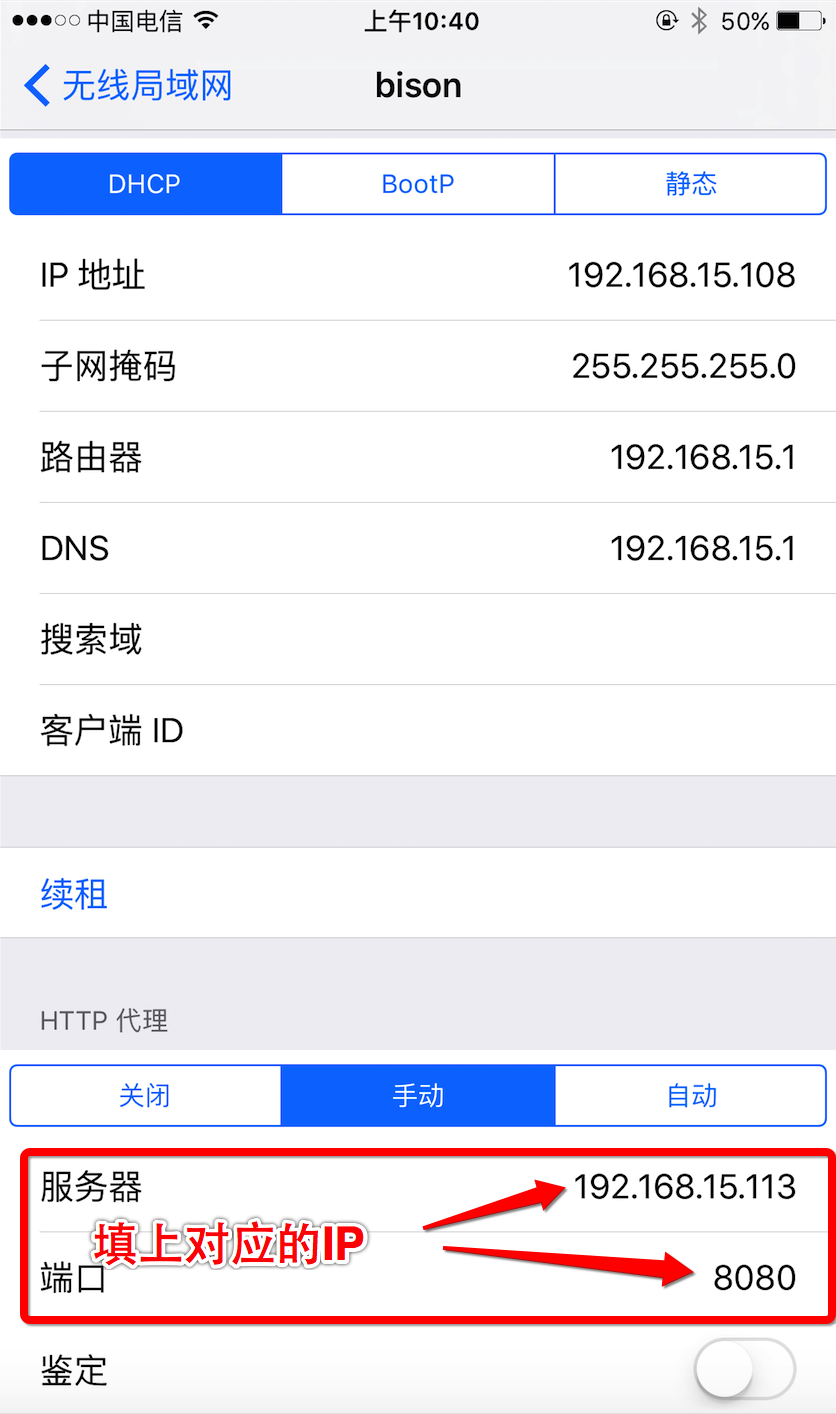 中国电信 上午10:40 50%
无线局域网 bison
DHCP BootP 静态
IP 地址 192.168.15.108
子网掩码 255.255.255.0
路由器 192.168.15.1
DNS 192.168.15.1
搜索域
客户端 ID
续租
HTTP 代理
关闭 手动 自动
服务器 192.168.15.113
填上对应的IP
端口 8080
鉴定